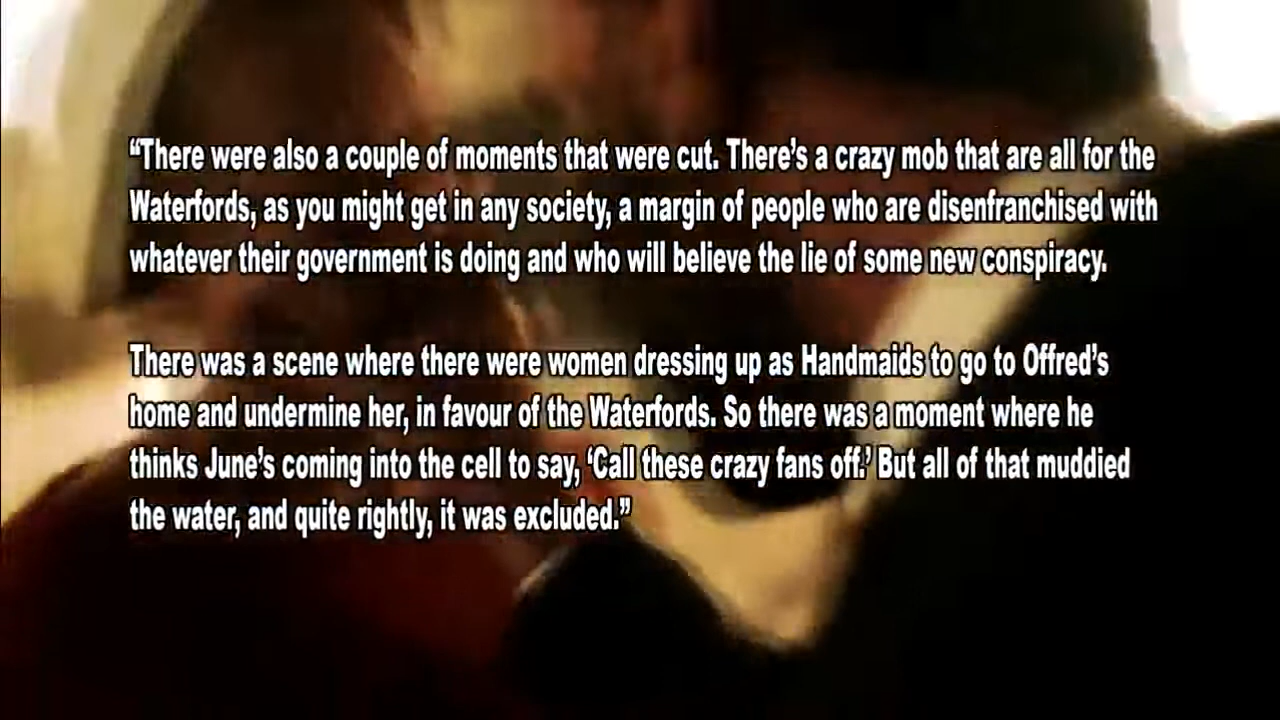 “There were also a couple of moments that were cut. There’s a crazy mob that are all for the
Waterfords, as you might get in any society, a margin of people who are disenfranchised with
whatever their government is doing and who will believe the lie of some new conspiracy.
There was a scene where there were women dressing up as Handmaids to go to Offred’s
home and undermine her, in favour of the Waterfords. So there was a moment where he
thinks June’s coming into the cell to say, ‘Call these crazy fans off.’ But all of that muddied
the water, and quite rightly, it was excluded.”